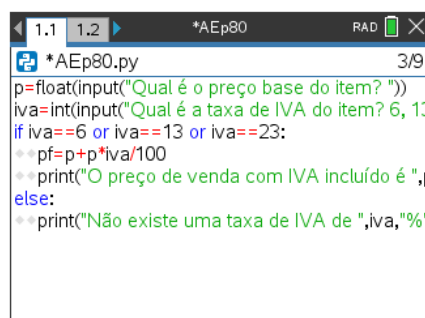 1.1 1.2 *AEp80 RAD
*AEp80.py 3/9
p=float(input("Qual é o preço base do item? "))
iva=int(input("Qual é a taxa de IVA do item? 6, 13
if iva==6 or iva==13 or iva==23:
pf=p+p*iva/100
print("O preço de venda com IVA incluído é ",
else:
print("Não existe uma taxa de IVA de ",iva,"%"